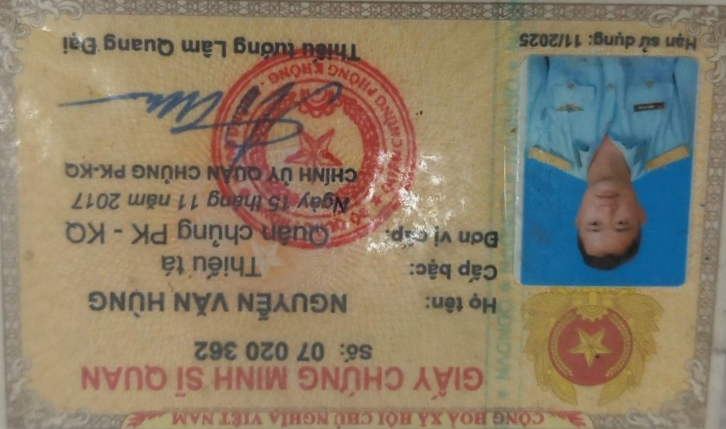 CỘNG HOÀ XÃ HỘI CHỦ NGHĨA VIỆT NAM
GIẤY CHỨNG MINH SĨ QUAN
Số: 07 020 362
Họ tên: NGUYỄN VĂN HÙNG
Cấp bậc: Thiếu tá
Đơn vị cấp: Quân chủng PK - KQ
Ngày 15 tháng 11 năm 2017
CHÍNH ỦY QUÂN CHỦNG PK-KQ
Thiếu tướng Lâm Quang Đại
Hạn sử dụng: 11/2025